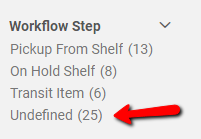 Workflow Step
Pickup From Shelf (13)
On Hold Shelf (8)
Transit Item (6)
Undefined (25)